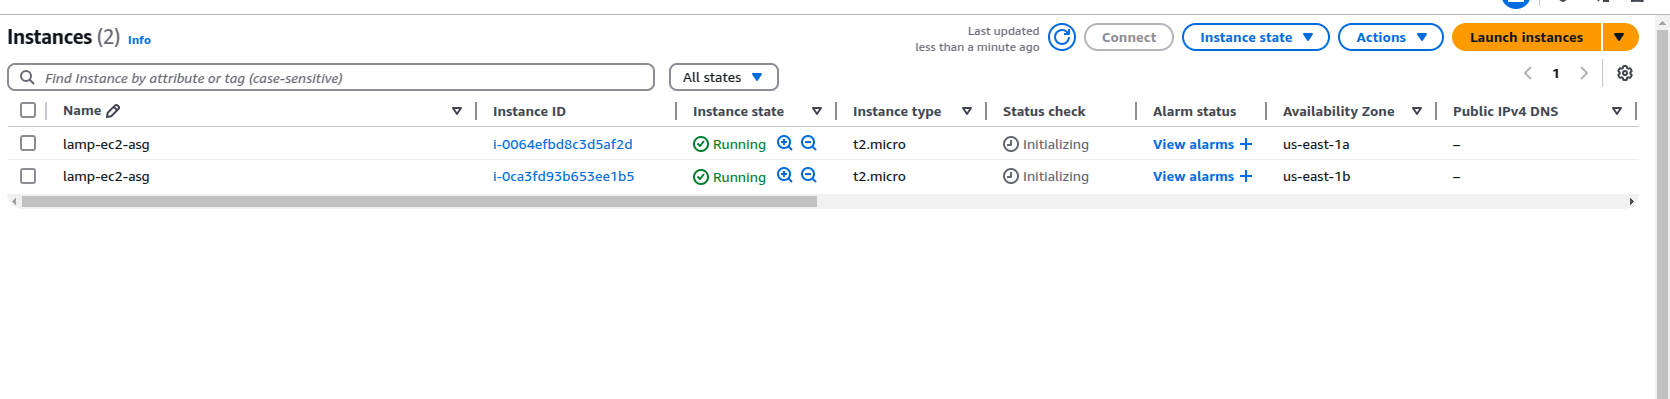 Instances (2) Info
Last updated
less than a minute ago
Connect
Instance state
Actions
Launch instances
Find Instance by attribute or tag (case-sensitive)
All states
1
Name Instance ID Instance state Instance type Status check Alarm status Availability Zone Public IPv4 DNS
lamp-ec2-asg i-0064efbd8c3d5af2d Running t2.micro Initializing View alarms + us-east-1a –
lamp-ec2-asg i-0ca3fd93b653ee1b5 Running t2.micro Initializing View alarms + us-east-1b –